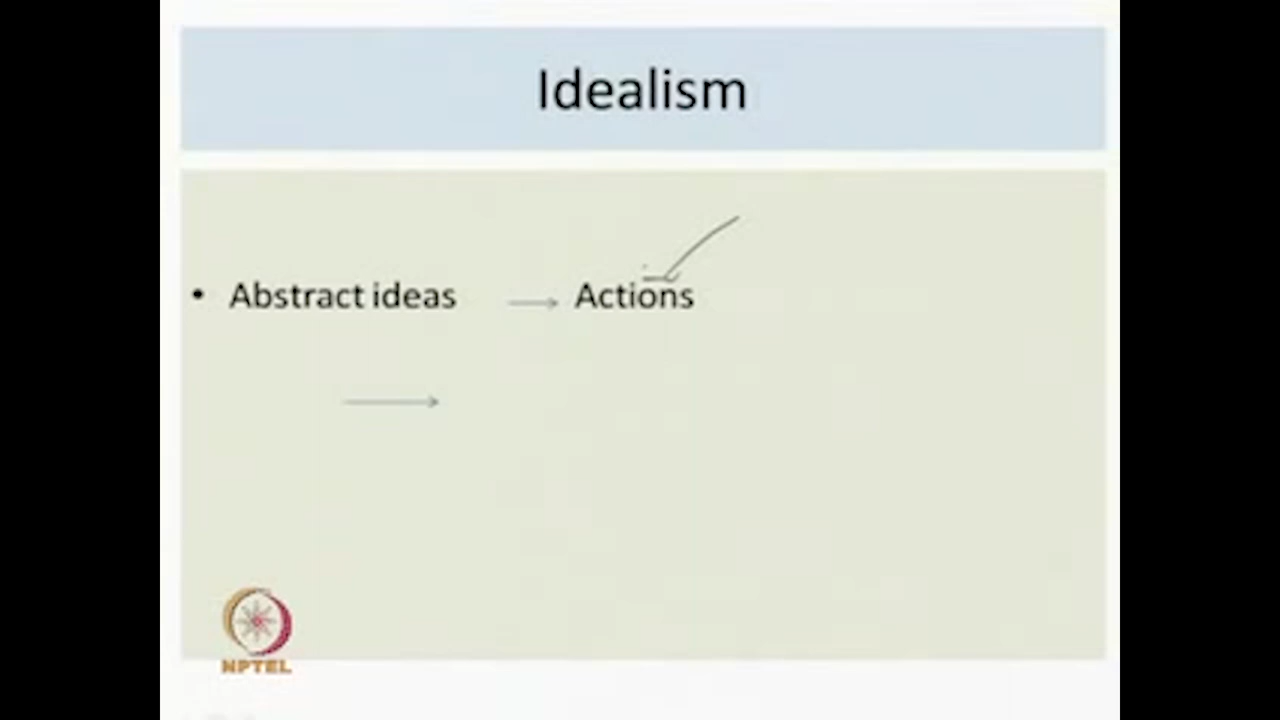 Idealism
• Abstract ideas → Actions
→
NPTEL